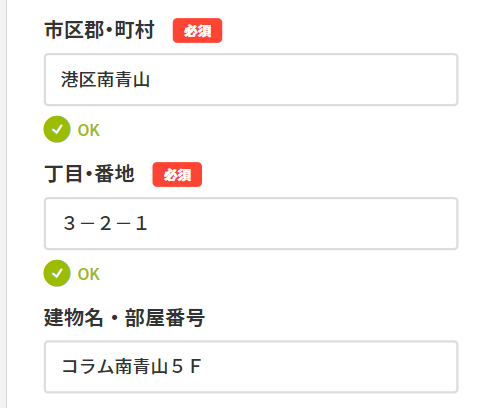 市区郡・町村 必須
港区南青山
OK
丁目・番地 必須
３－２－１
OK
建物名・部屋番号
コラム南青山５Ｆ